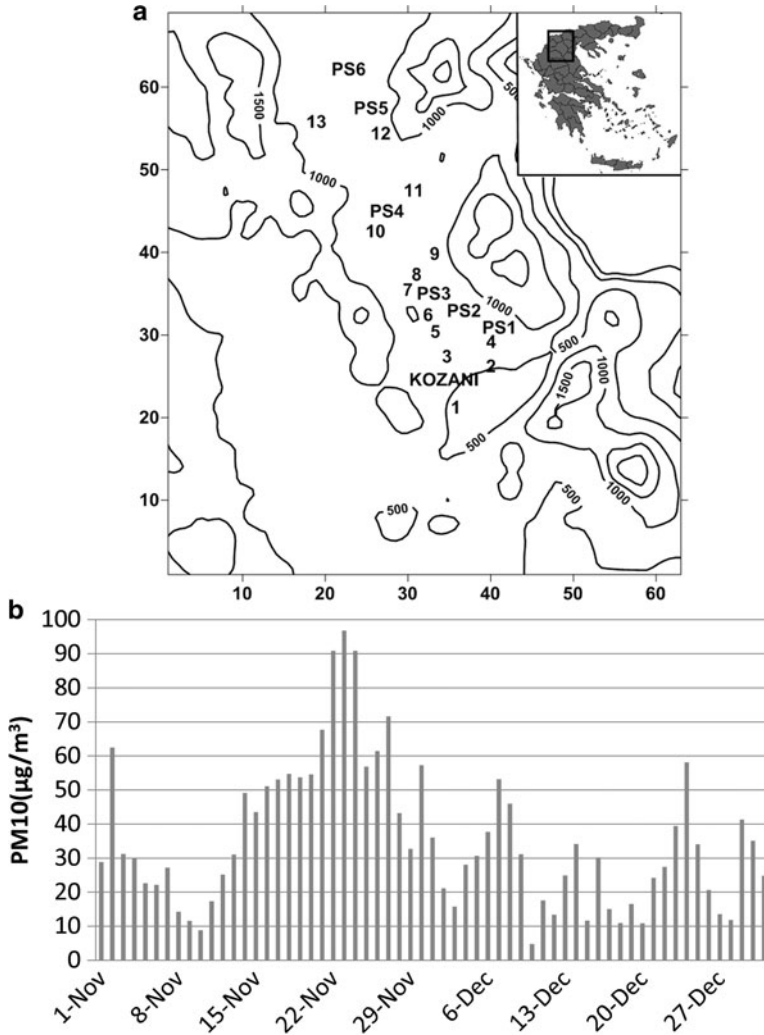 a
60
50
40
30
20
10
10 20 30 40 50 60
1500
PS6
PS5
13
12
1000
500
1000
11
PS4
10
9
8
7
PS3
6
PS2
5
PS1
4
3
2
KOZANI
1
1000
500
500
1500
1000
1000
500
500
b
PM10(μg/m³)
100
90
80
70
60
50
40
30
20
10
0
1-Nov
8-Nov
15-Nov
22-Nov
29-Nov
6-Dec
13-Dec
20-Dec
27-Dec